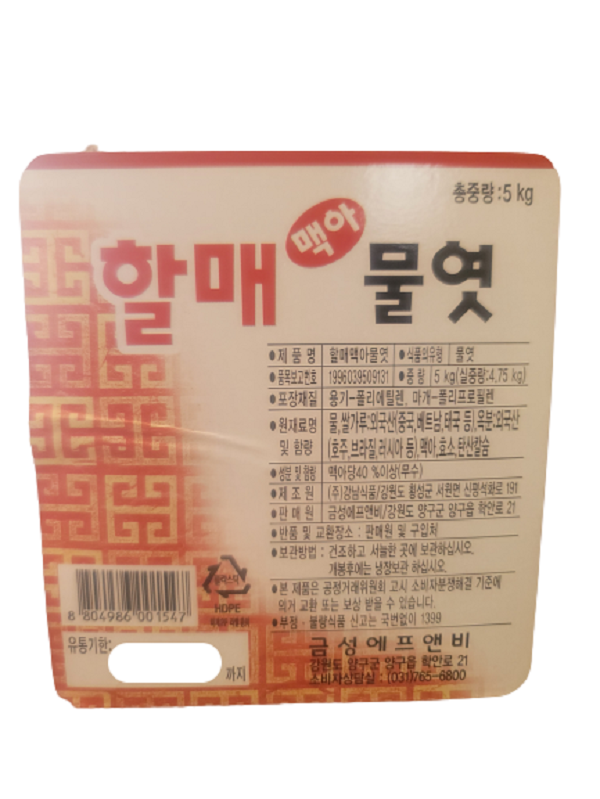 총중량:5 kg
할매 맥아 물엿
●제 품 명 할매맥아물엿 ●식품의유형 물엿
●품목보고번호 1996039509131 ●중 량 5 kg(실중량:4.75 kg)
●포장재질 용기-폴리에틸렌, 마개-폴리프로필렌
●원재료명 물,쌀가루:외국산(중국,베트남,태국 등),옥분:외국산
및 함량 (호주,브라질,러시아 등),맥아,효소,탄산칼슘
●성분 및 함량 맥아당40 %이상(무수)
●제 조 원 (주)강남식품/강원도 횡성군 서원면 신평석화로 191
●판 매 원 금성에프앤비/강원도 양구군 양구읍 학안로 21
●반품 및 교환장소 : 판매원 및 구입처
●보관방법 : 건조하고 서늘한 곳에 보관하십시오.
개봉후에는 냉장보관 하십시오.
●본 제품은 공정거래위원회 고시 소비자분쟁해결 기준에
의거 교환 또는 보상 받을 수 있습니다.
●부정·불량식품 신고는 국번없이 1399
플라스틱
HDPE
8 804986 001547
유통기한:
까지
금성에프앤비
강원도 양구군 양구읍 학안로 21
소비자상담실 : (031)765-6800